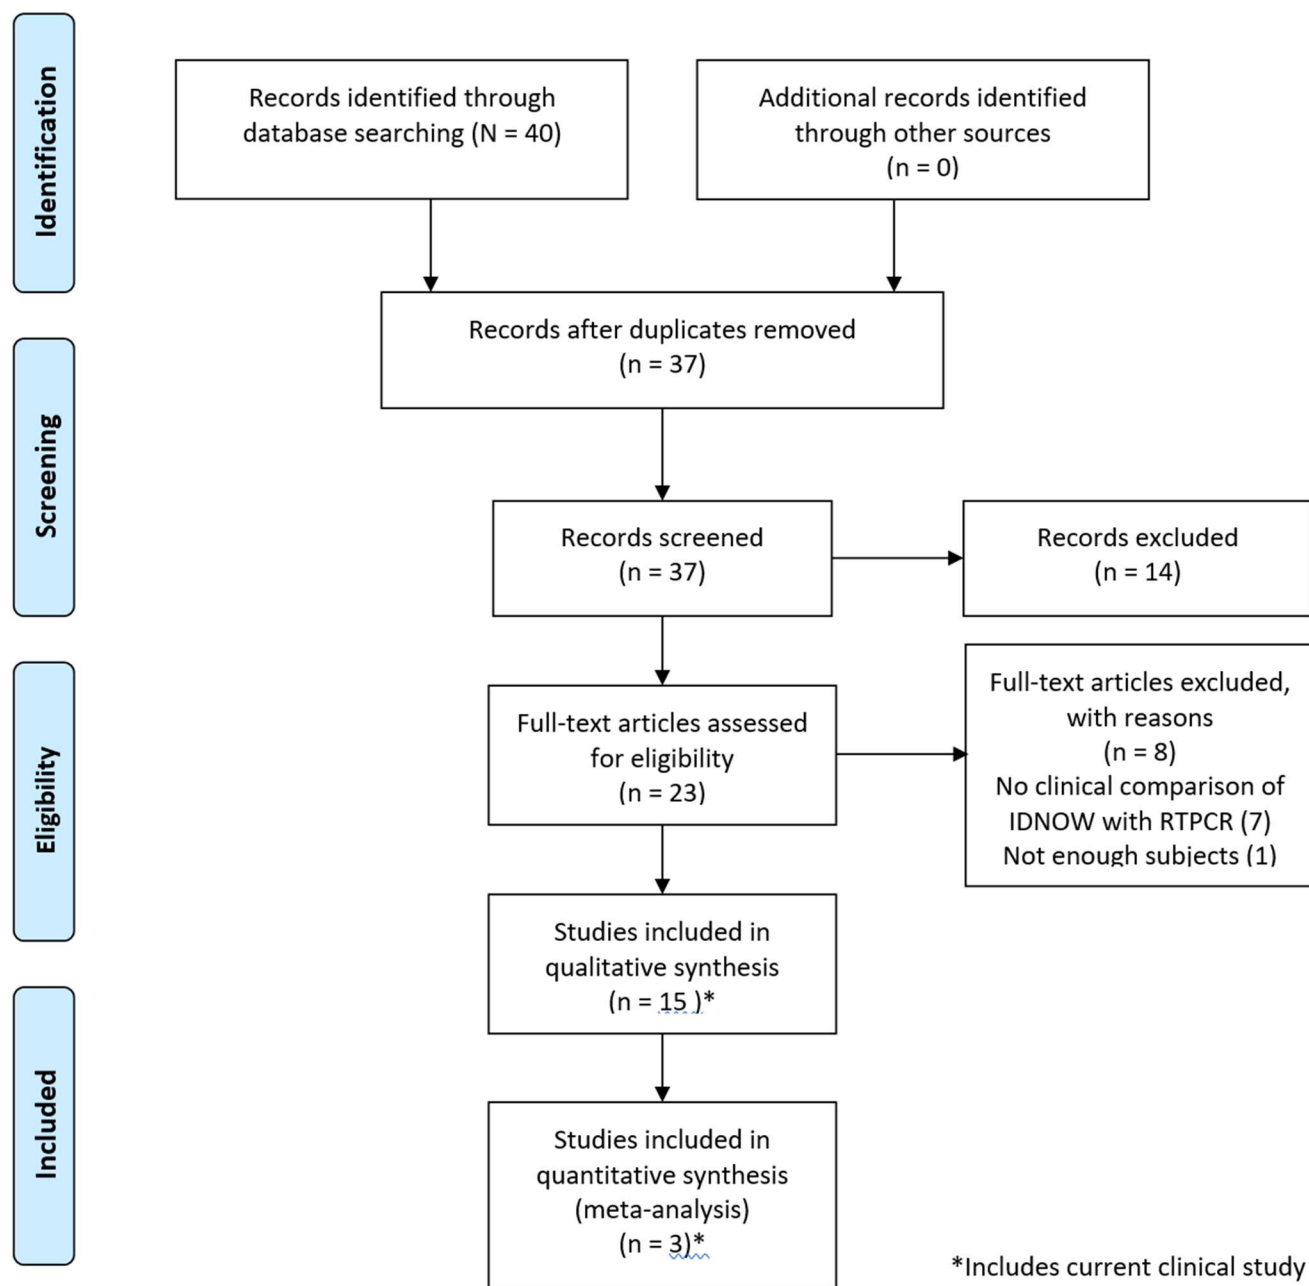 Identification
Records identified through
database searching (N = 40)
Additional records identified
through other sources
(n = 0)
Records after duplicates removed
(n = 37)
Screening
Records screened
(n = 37)
Records excluded
(n = 14)
Eligibility
Full-text articles assessed
for eligibility
(n = 23)
Full-text articles excluded,
with reasons
(n = 8)
No clinical comparison of
IDNOW with RTPCR (7)
Not enough subjects (1)
Studies included in
qualitative synthesis
(n = 15 )*
Included
Studies included in
quantitative synthesis
(meta-analysis)
(n = 3)*
*Includes current clinical study